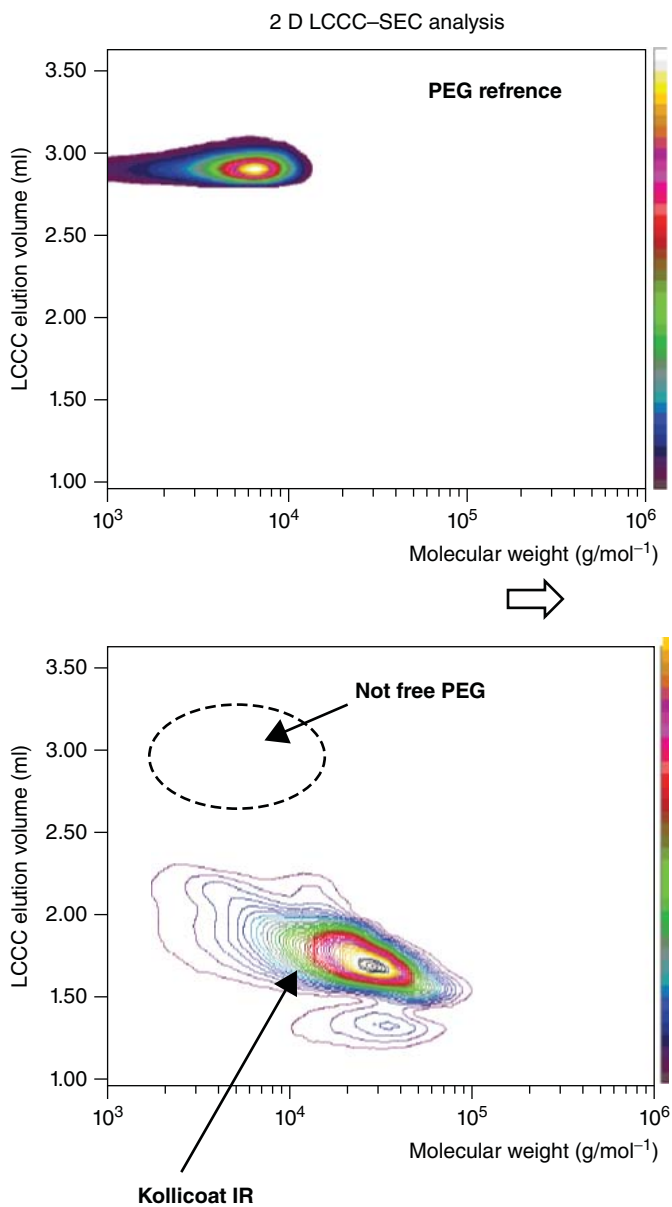 2 D LCCC–SEC analysis
PEG refrence
LCCC elution volume (ml)
3.50
3.00
2.50
2.00
1.50
1.00
10³ 10⁴ 10⁵ 10⁶
Molecular weight (g/mol⁻¹)
Not free PEG
LCCC elution volume (ml)
3.50
3.00
2.50
2.00
1.50
1.00
10³ 10⁴ 10⁵ 10⁶
Molecular weight (g/mol⁻¹)
Kollicoat IR